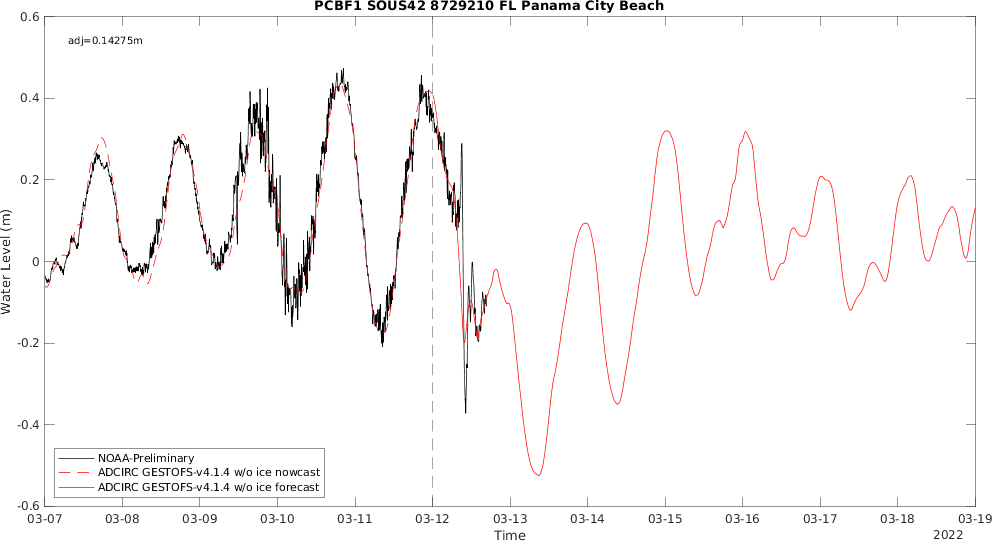 PCBF1 SOUS42 8729210 FL Panama City Beach
adj=0.14275m
0.6
0.4
0.2
0
-0.2
-0.4
-0.6
Water Level (m)
NOAA-Preliminary
ADCIRC GESTOFS-v4.1.4 w/o ice nowcast
ADCIRC GESTOFS-v4.1.4 w/o ice forecast
03-07 03-08 03-09 03-10 03-11 03-12 03-13 03-14 03-15 03-16 03-17 03-18 03-19
Time
2022